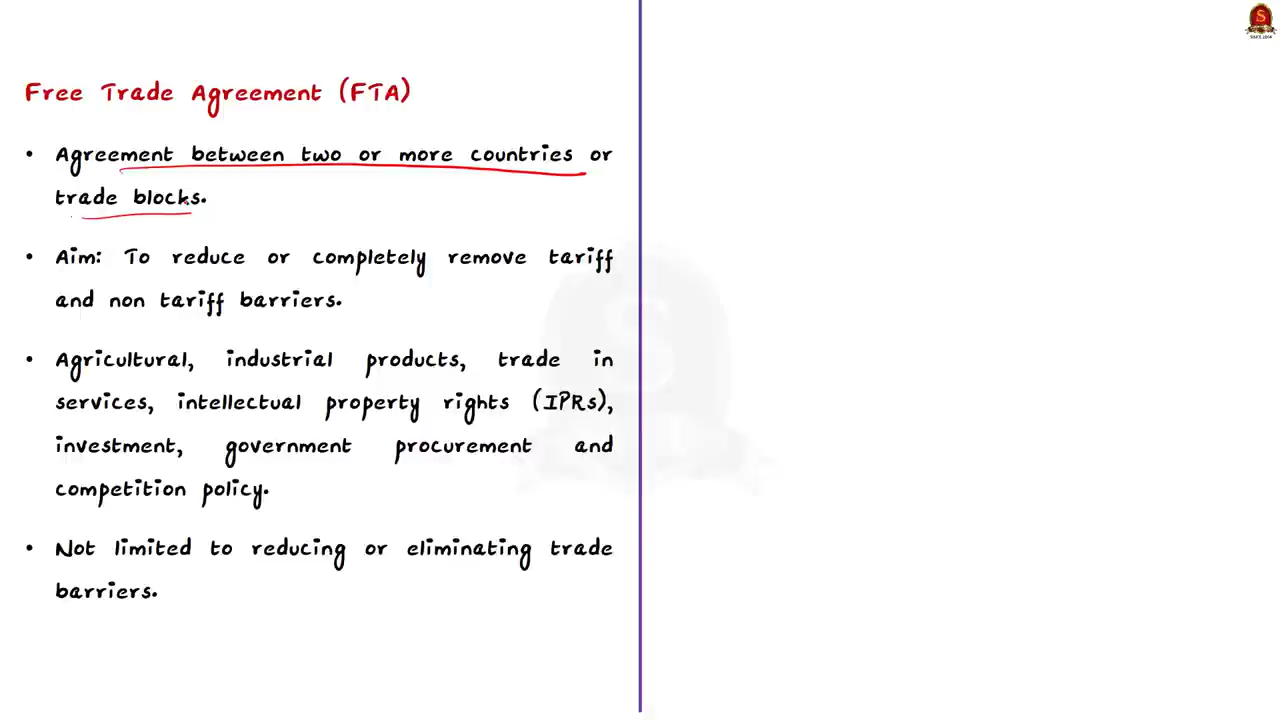 Free Trade Agreement (FTA)
• Agreement between two or more countries or
trade blocks.
• Aim: To reduce or completely remove tariff
and non tariff barriers.
• Agricultural, industrial products, trade in
services, intellectual property rights (IPRs),
investment, government procurement and
competition policy.
• Not limited to reducing or eliminating trade
barriers.